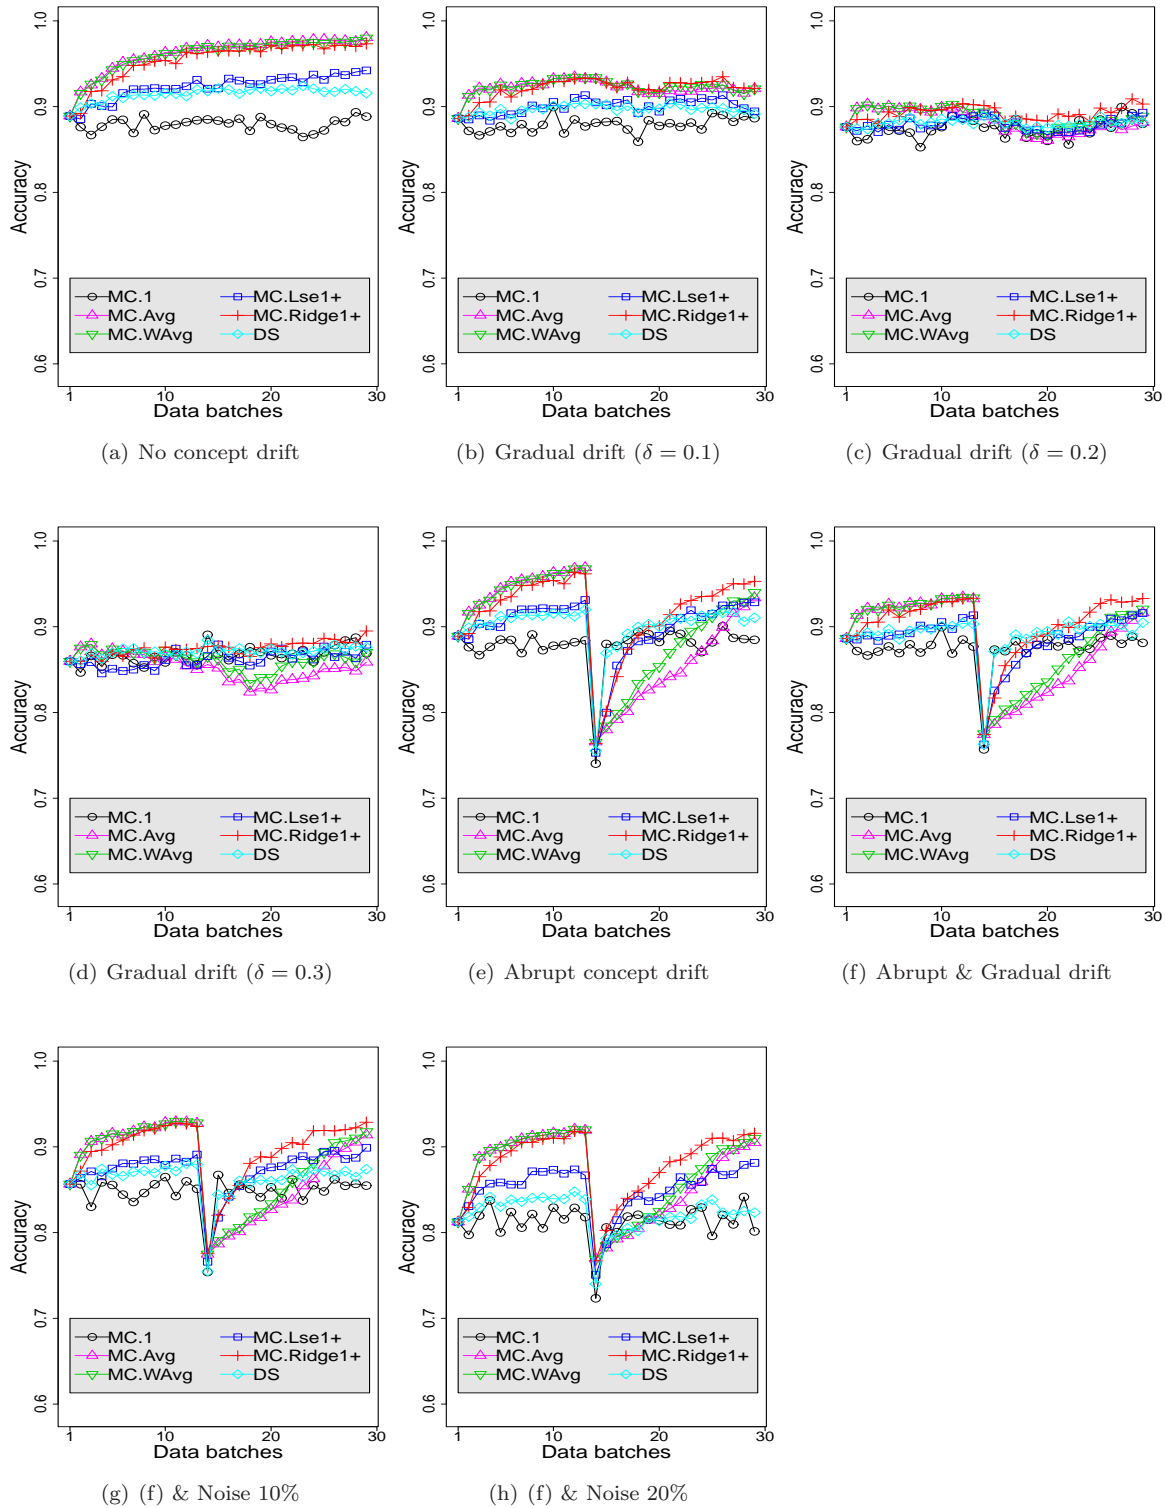 1.0
0.9
0.8
0.7
0.6
Accuracy
MC.1
MC.Avg
MC.WAvg
MC.Lse1+
MC.Ridge1+
DS
1 10 20 30
Data batches
(a) No concept drift
1.0
0.9
0.8
0.7
0.6
Accuracy
MC.1
MC.Avg
MC.WAvg
MC.Lse1+
MC.Ridge1+
DS
1 10 20 30
Data batches
(b) Gradual drift (δ = 0.1)
1.0
0.9
0.8
0.7
0.6
Accuracy
MC.1
MC.Avg
MC.WAvg
MC.Lse1+
MC.Ridge1+
DS
1 10 20 30
Data batches
(c) Gradual drift (δ = 0.2)
1.0
0.9
0.8
0.7
0.6
Accuracy
MC.1
MC.Avg
MC.WAvg
MC.Lse1+
MC.Ridge1+
DS
1 10 20 30
Data batches
(d) Gradual drift (δ = 0.3)
1.0
0.9
0.8
0.7
0.6
Accuracy
MC.1
MC.Avg
MC.WAvg
MC.Lse1+
MC.Ridge1+
DS
1 10 20 30
Data batches
(e) Abrupt concept drift
1.0
0.9
0.8
0.7
0.6
Accuracy
MC.1
MC.Avg
MC.WAvg
MC.Lse1+
MC.Ridge1+
DS
1 10 20 30
Data batches
(f) Abrupt & Gradual drift
1.0
0.9
0.8
0.7
0.6
Accuracy
MC.1
MC.Avg
MC.WAvg
MC.Lse1+
MC.Ridge1+
DS
1 10 20 30
Data batches
(g) (f) & Noise 10%
1.0
0.9
0.8
0.7
0.6
Accuracy
MC.1
MC.Avg
MC.WAvg
MC.Lse1+
MC.Ridge1+
DS
1 10 20 30
Data batches
(h) (f) & Noise 20%